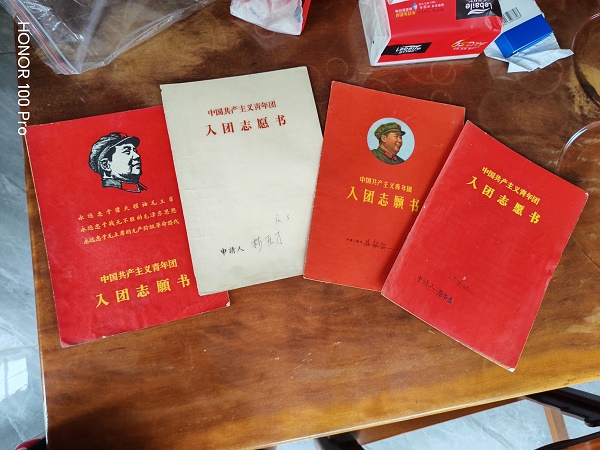 HONOR 100 Pro
Lebaile
永远忠于伟大领袖毛主席
永远忠于战无不胜的毛泽东思想
永远忠于毛主席的无产阶级革命路线
中国共产主义青年团
入团志願书
中国共产主义青年团
入团志愿书
申请人
中国共产主义青年团
入团志愿书
中国共产主义青年团
入团志愿书
申请人